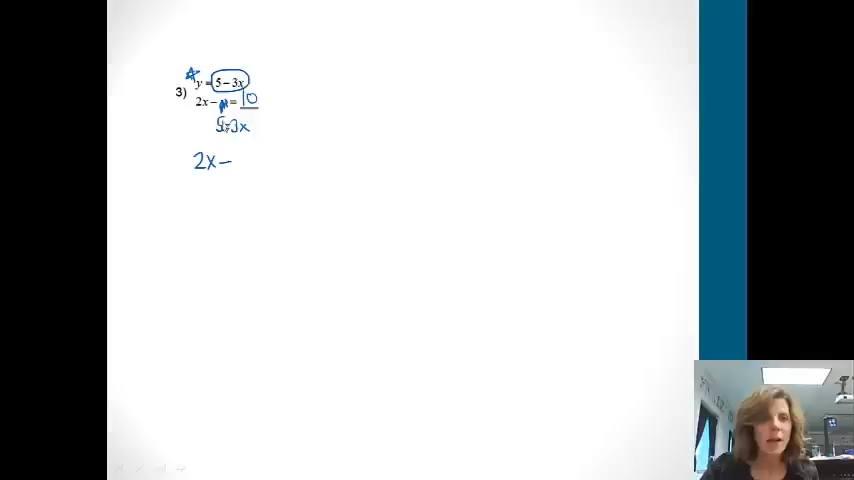 y = 5 - 3x
3)
2x - = 10
5-3x
2x -